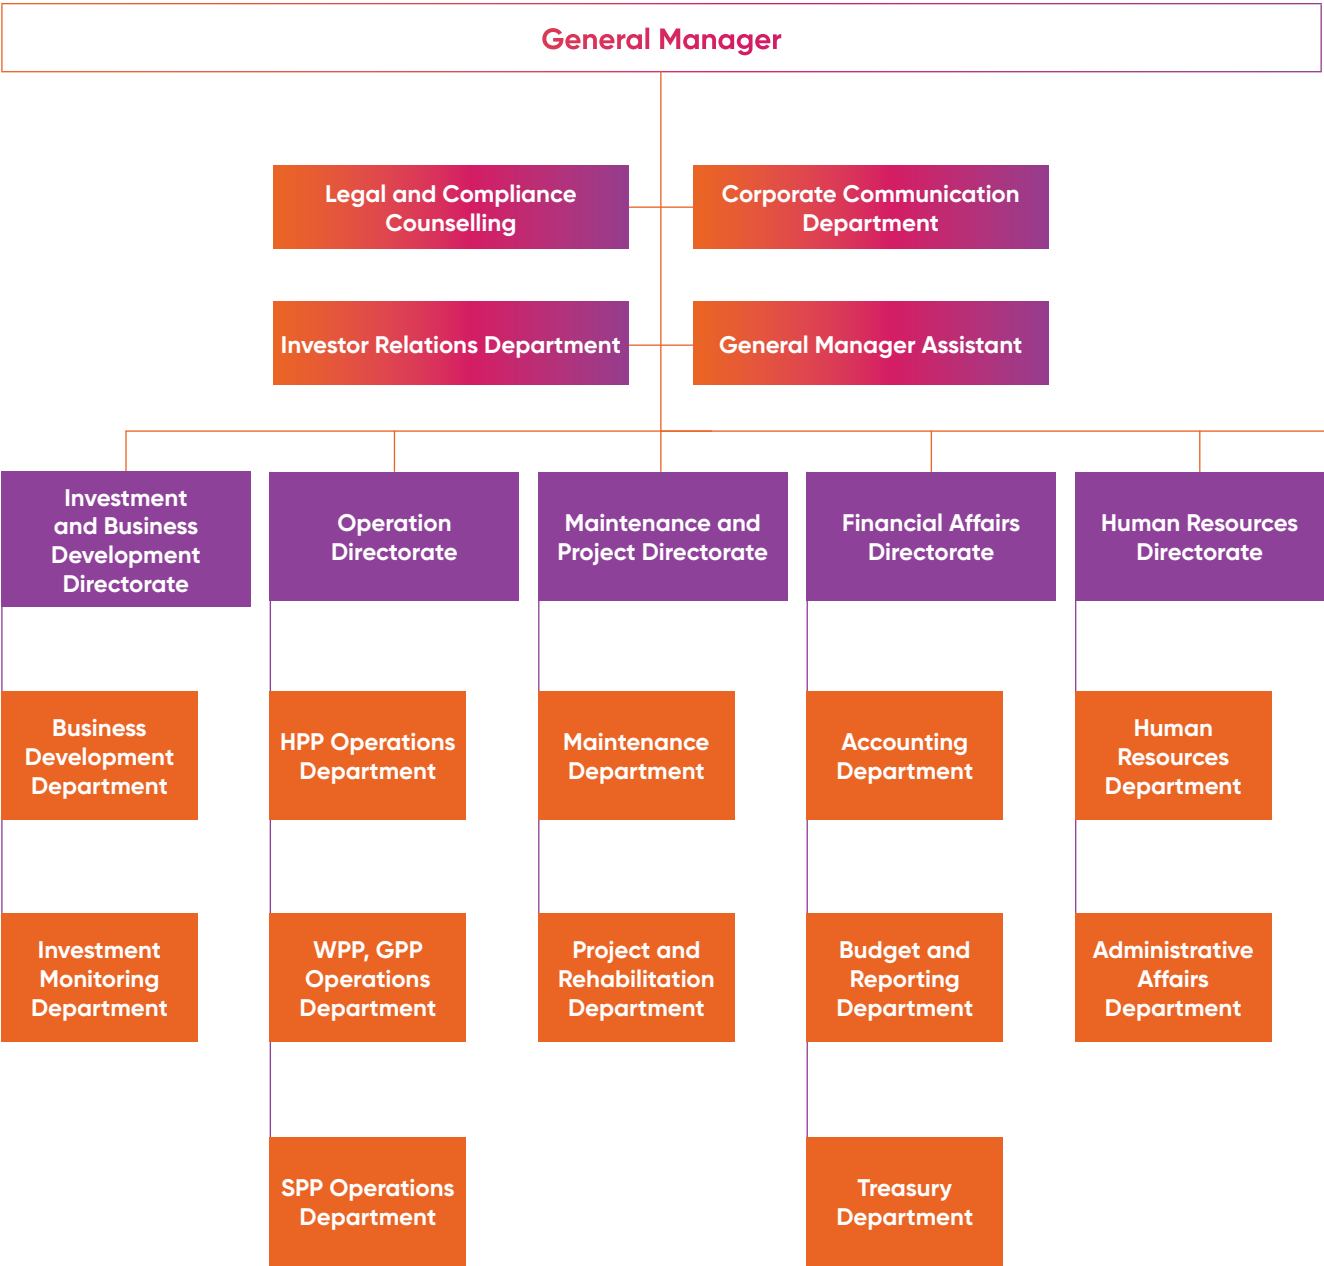 General Manager
Legal and Compliance
Counselling
Corporate Communication
Department
Investor Relations Department
General Manager Assistant
Investment
and Business
Development
Directorate
Operation
Directorate
Maintenance and
Project Directorate
Financial Affairs
Directorate
Human Resources
Directorate
Business
Development
Department
HPP Operations
Department
Maintenance
Department
Accounting
Department
Human
Resources
Department
Investment
Monitoring
Department
WPP, GPP
Operations
Department
Project and
Rehabilitation
Department
Budget and
Reporting
Department
Administrative
Affairs
Department
SPP Operations
Department
Treasury
Department